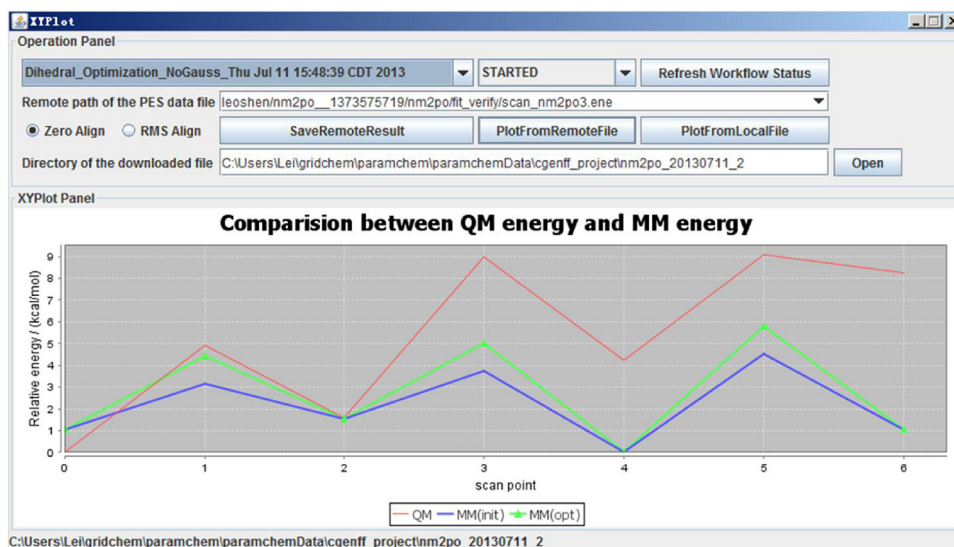 XYPlot
Operation Panel
Dihedral_Optimization_NoGauss_Thu Jul 11 15:48:39 CDT 2013 STARTED Refresh Workflow Status
Remote path of the PES data file leoshen/nm2po__1373575719/nm2po/fit_verify/scan_nm2po3.ene
Zero Align RMS Align SaveRemoteResult PlotFromRemoteFile PlotFromLocalFile
Directory of the downloaded file C:\Users\Lei\gridchem\paramchem\paramchemData\cgenff_project\nm2po_20130711_2 Open
XYPlot Panel
Comparision between QM energy and MM energy
Relative energy / (kcal/mol)
9
8
7
6
5
4
3
2
1
0
0 1 2 3 4 5 6
scan point
QM MM(init) MM(opt)
C:\Users\Lei\gridchem\paramchem\paramchemData\cgenff_project\nm2po_20130711_2